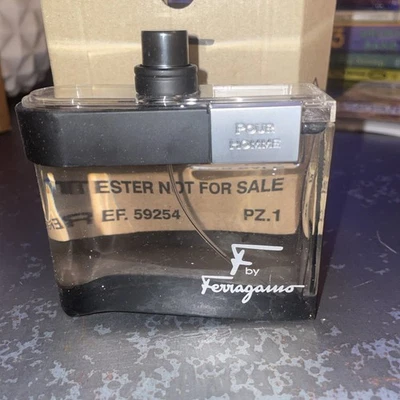 POUR
HOMME
ESTER NOT FOR SALE
EF. 59254 PZ.1
F
by
Ferragamo